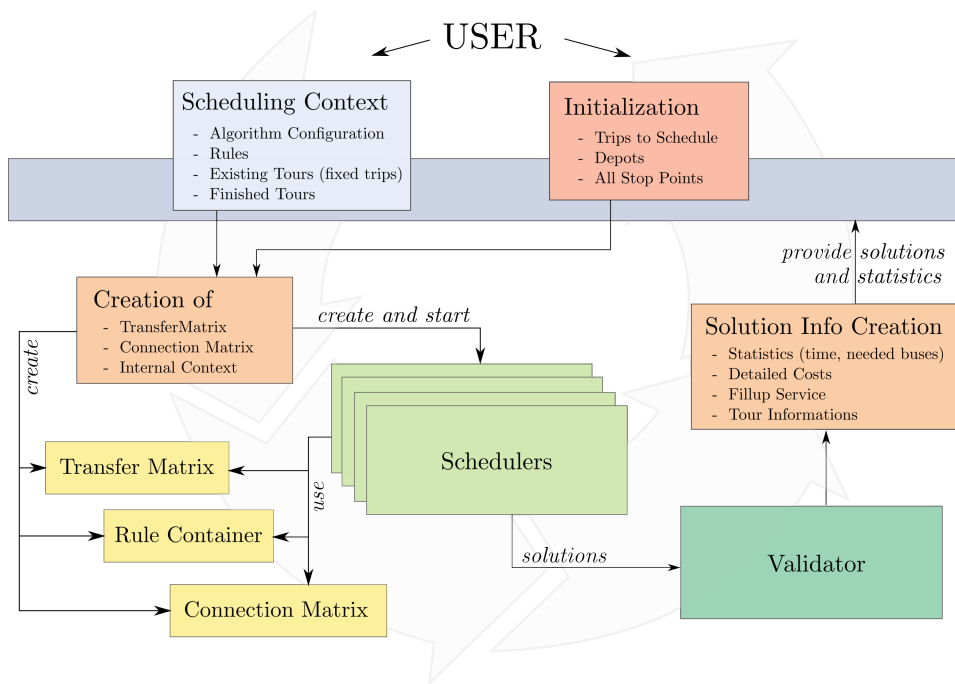 USER
Scheduling Context
- Algorithm Configuration
- Rules
- Existing Tours (fixed trips)
- Finished Tours
Initialization
- Trips to Schedule
- Depots
- All Stop Points
provide solutions
and statistics
Creation of
- TransferMatrix
- Connection Matrix
- Internal Context
create and start
create
Solution Info Creation
- Statistics (time, needed buses)
- Detailed Costs
- Fillup Service
- Tour Informations
Schedulers
Transfer Matrix
use
Rule Container
Connection Matrix
solutions
Validator